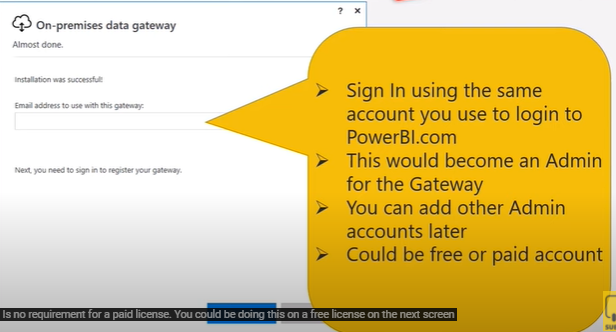 ? ×
On-premises data gateway
Almost done.
Installation was successful!
Email address to use with this gateway:
Next, you need to sign in to register your gateway.
➢ Sign In using the same
account you use to login to
PowerBI.com
➢ This would become an Admin
for the Gateway
➢ You can add other Admin
accounts later
➢ Could be free or paid account
Is no requirement for a paid license. You could be doing this on a free license on the next screen